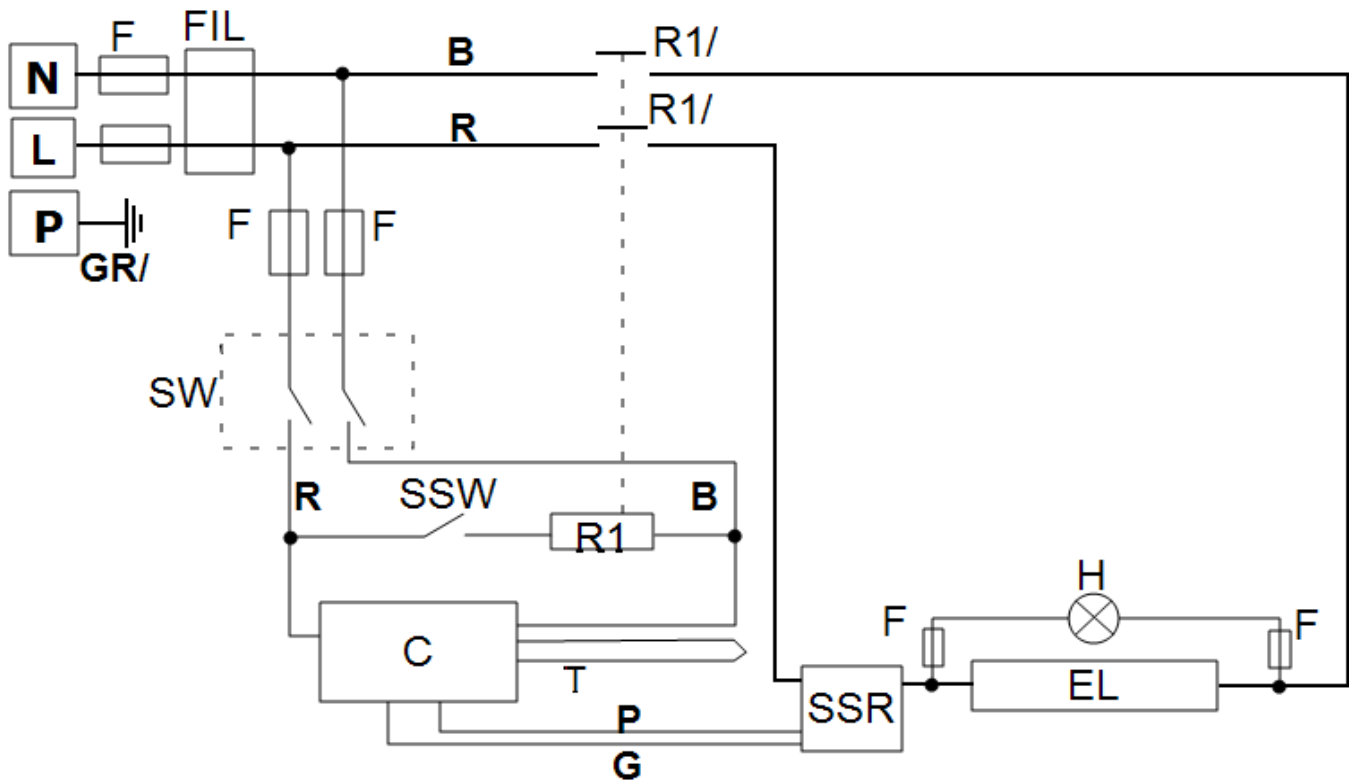 F FIL
N B R1/
R1/
L R
P
F F
GR/
SW
SSW
R B
R1
H
C F F
T EL
SSR
P
G